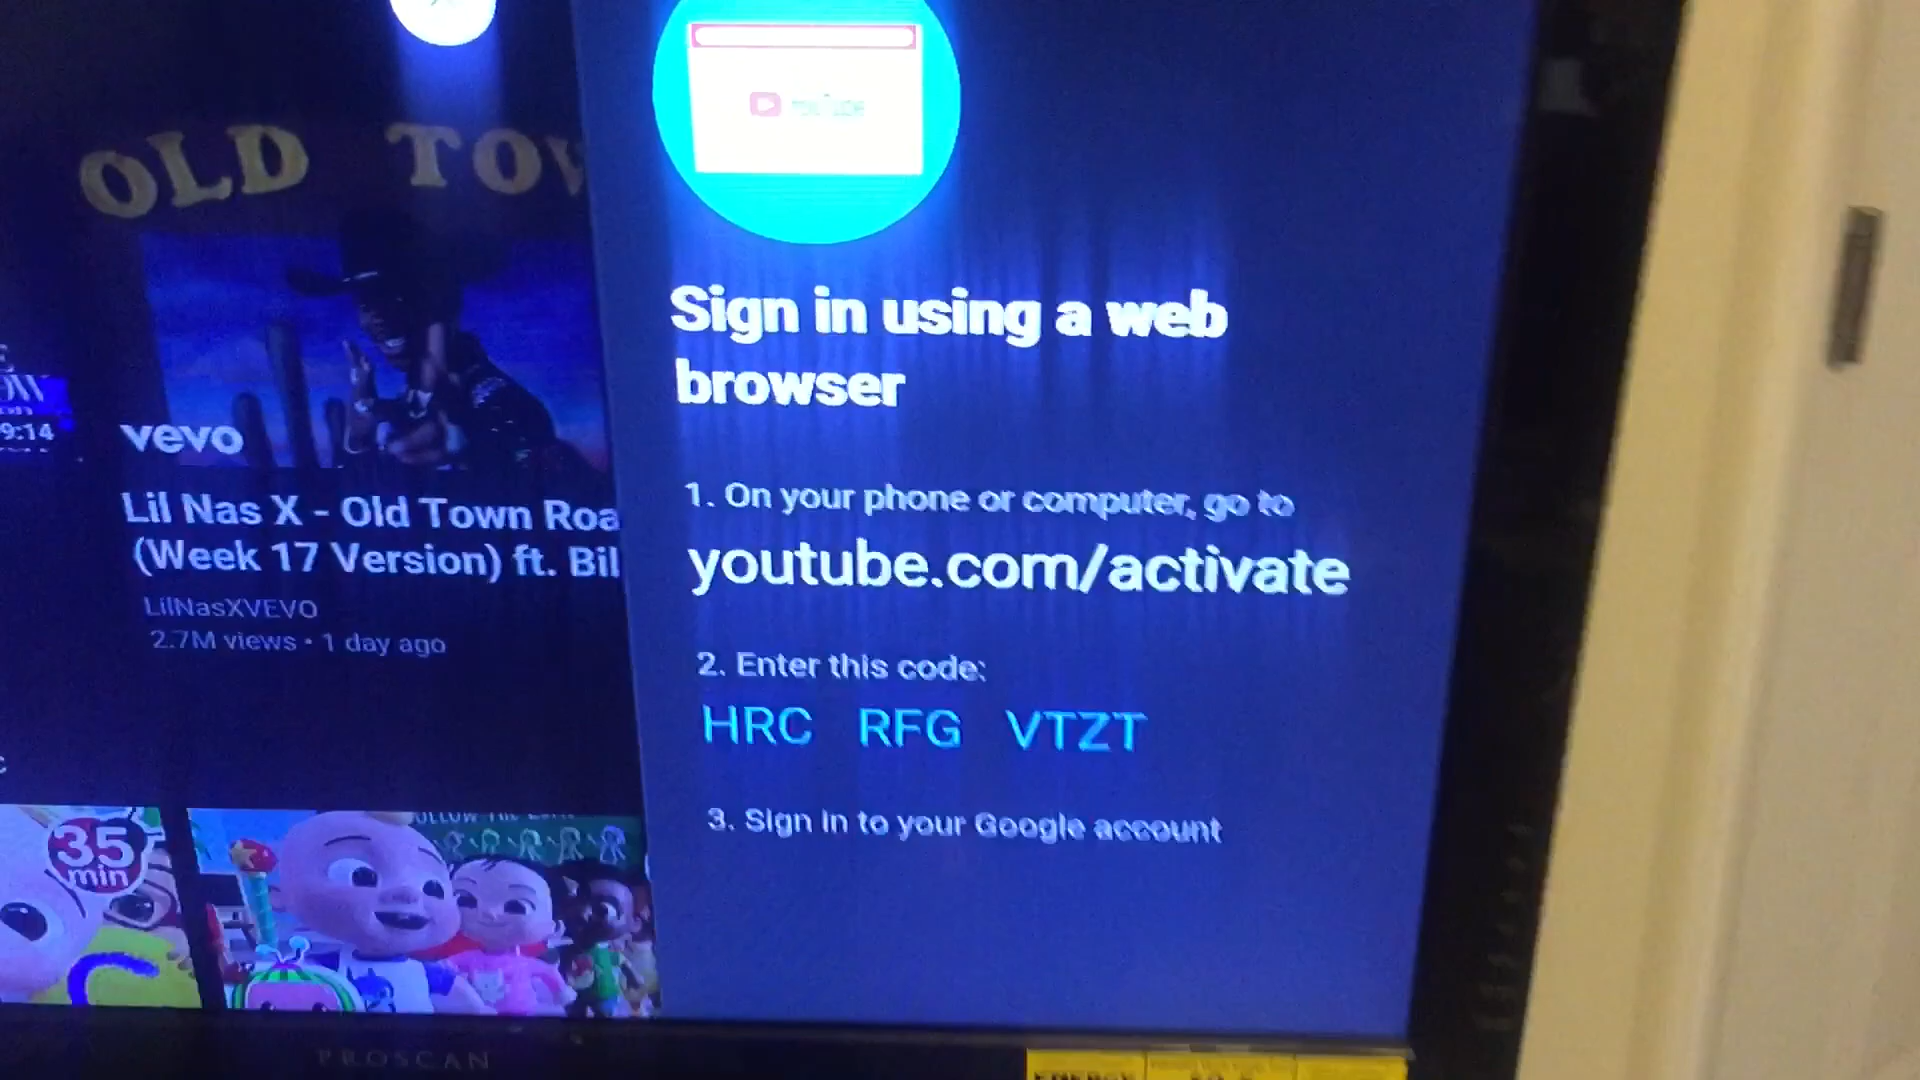 OLD TOW
YouTube
Sign in using a web
browser
9:14
vevo
Lil Nas X - Old Town Roa
(Week 17 Version) ft. Bil
LilNasXVEVO
2.7M views • 1 day ago
1. On your phone or computer, go to
youtube.com/activate
2. Enter this code:
HRC RFG VTZT
3. Sign in to your Google account
35
min
PROSCAN